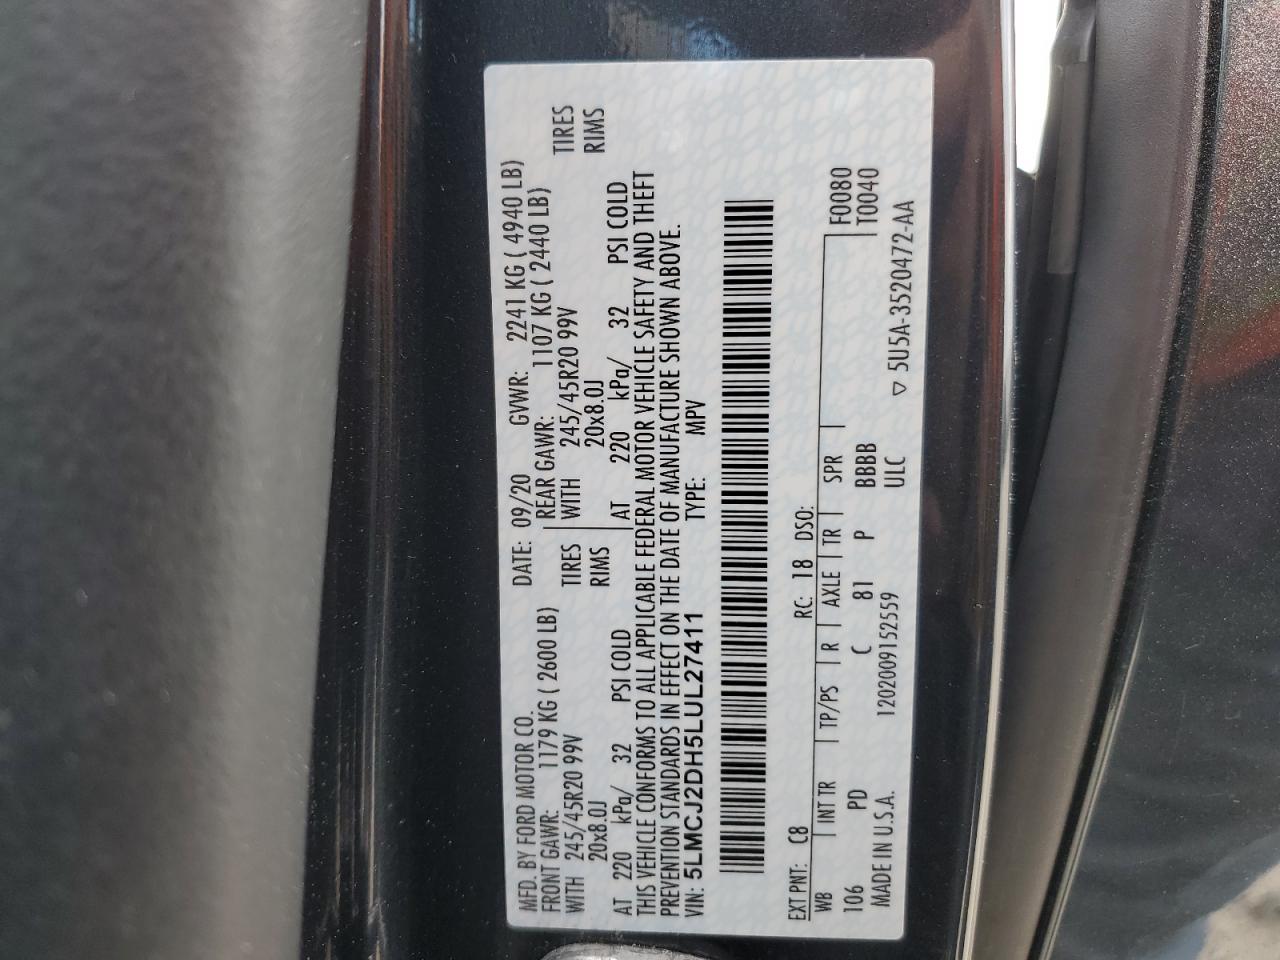 MFD. BY FORD MOTOR CO.
DATE: 09/20 GVWR: 2241 KG ( 4940 LB)
FRONT GAWR: 1179 KG ( 2600 LB) REAR GAWR: 1107 KG ( 2440 LB)
WITH 245/45R20 99V TIRES WITH 245/45R20 99V TIRES
20x8.0J RIMS 20x8.0J RIMS
AT 220 kPa/ 32 PSI COLD AT 220 kPa/ 32 PSI COLD
THIS VEHICLE CONFORMS TO ALL APPLICABLE FEDERAL MOTOR VEHICLE SAFETY AND THEFT
PREVENTION STANDARDS IN EFFECT ON THE DATE OF MANUFACTURE SHOWN ABOVE.
VIN: 5LMCJ2DH5LUL27411 TYPE: MPV
EXT PNT: C8 RC: 18 DSO:
WB INT TR TP/PS R AXLE TR SPR F0080
106 PD C 81 P BBBB T0040
MADE IN U.S.A. 1202009152559 ULC
▽ 5U5A-3520472-AA